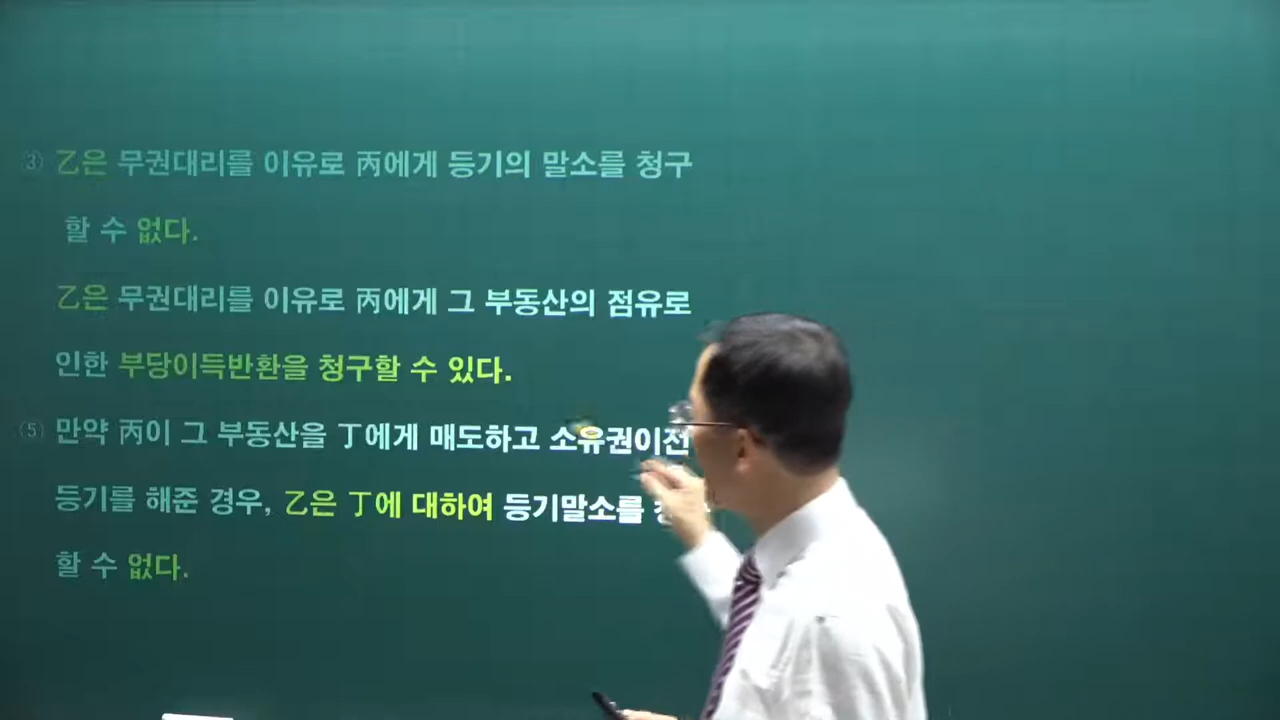 ③ 乙은 무권대리를 이유로 丙에게 등기의 말소를 청구
할 수 없다.
乙은 무권대리를 이유로 丙에게 그 부동산의 점유로
인한 부당이득반환을 청구할 수 있다.
⑤ 만약 丙이 그 부동산을 丁에게 매도하고 소유권이전
등기를 해준 경우, 乙은 丁에 대하여 등기말소를
할 수 없다.